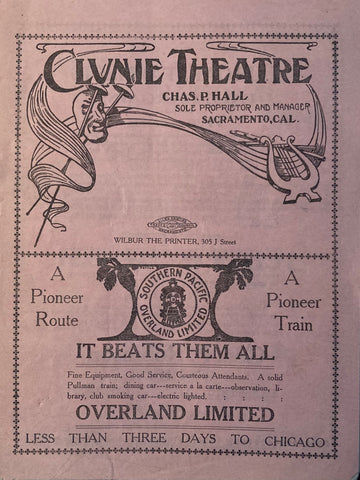 CLUNIE THEATRE
CHAS. P. HALL
SOLE PROPRIETOR AND MANAGER
SACRAMENTO, CAL.
WILBUR THE PRINTER, 303 J Street
A
Pioneer
Route
SOUTHERN PACIFIC
OVERLAND LIMITED
A
Pioneer
Train
IT BEATS THEM ALL
Fine Equipment, Good Service, Courteous Attendants. A solid
Pullman train; dining car---service a la carte---observation, li-
brary, club smoking car---electric lighted. : : : :
OVERLAND LIMITED
LESS THAN THREE DAYS TO CHICAGO